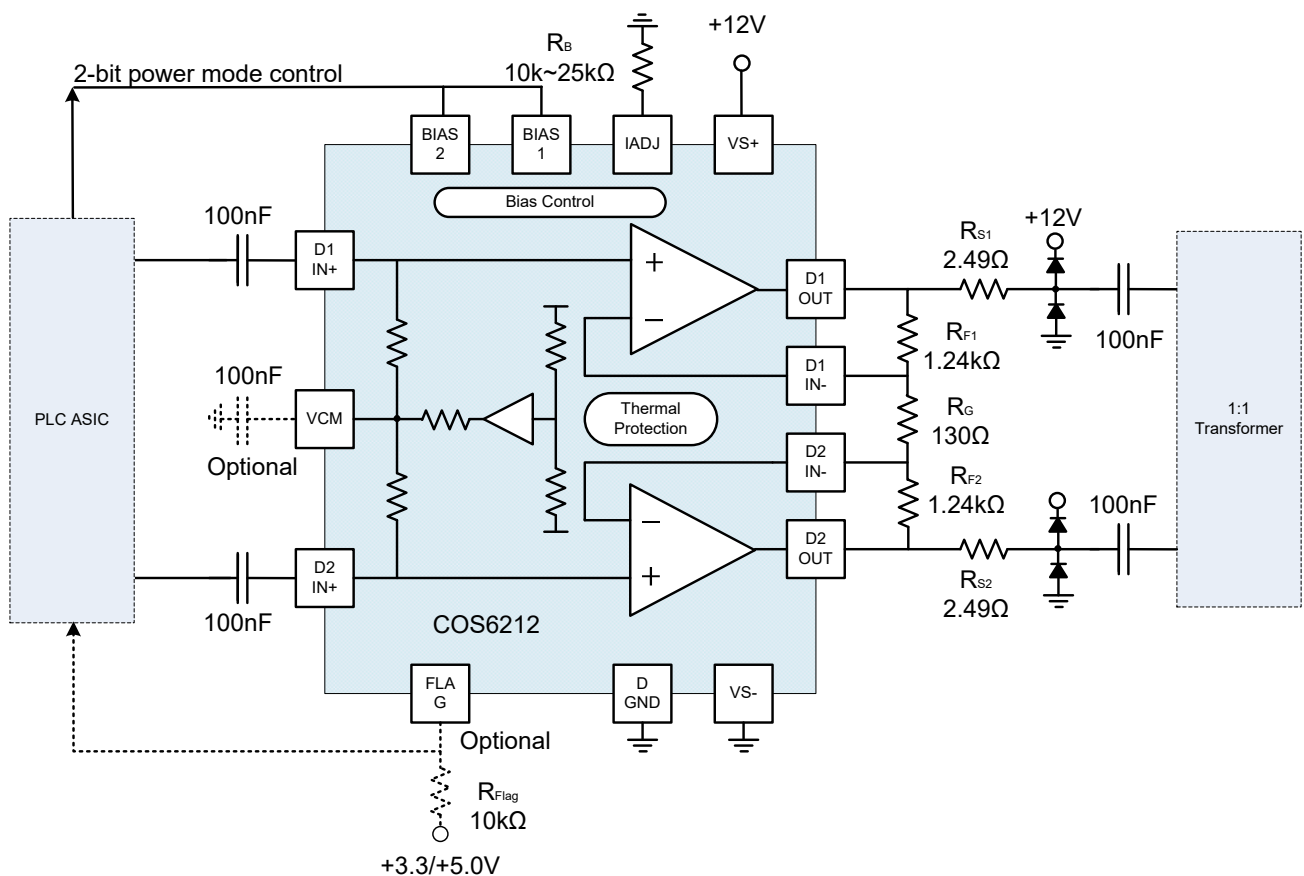 +12V
R_B
10k~25kΩ
2-bit power mode control
BIAS
2
BIAS
1
IADJ
VS+
Bias Control
100nF
D1
IN+
R_S1
2.49Ω
+12V
D1
OUT
R_F1
1.24kΩ
100nF
D1
IN-
100nF
PLC ASIC
VCM
Thermal
Protection
R_G
130Ω
1:1
Transformer
Optional
D2
IN-
R_F2
1.24kΩ
100nF
D2
OUT
D2
IN+
R_S2
2.49Ω
100nF
COS6212
FLA
G
D
GND
VS-
Optional
R_Flag
10kΩ
+3.3/+5.0V